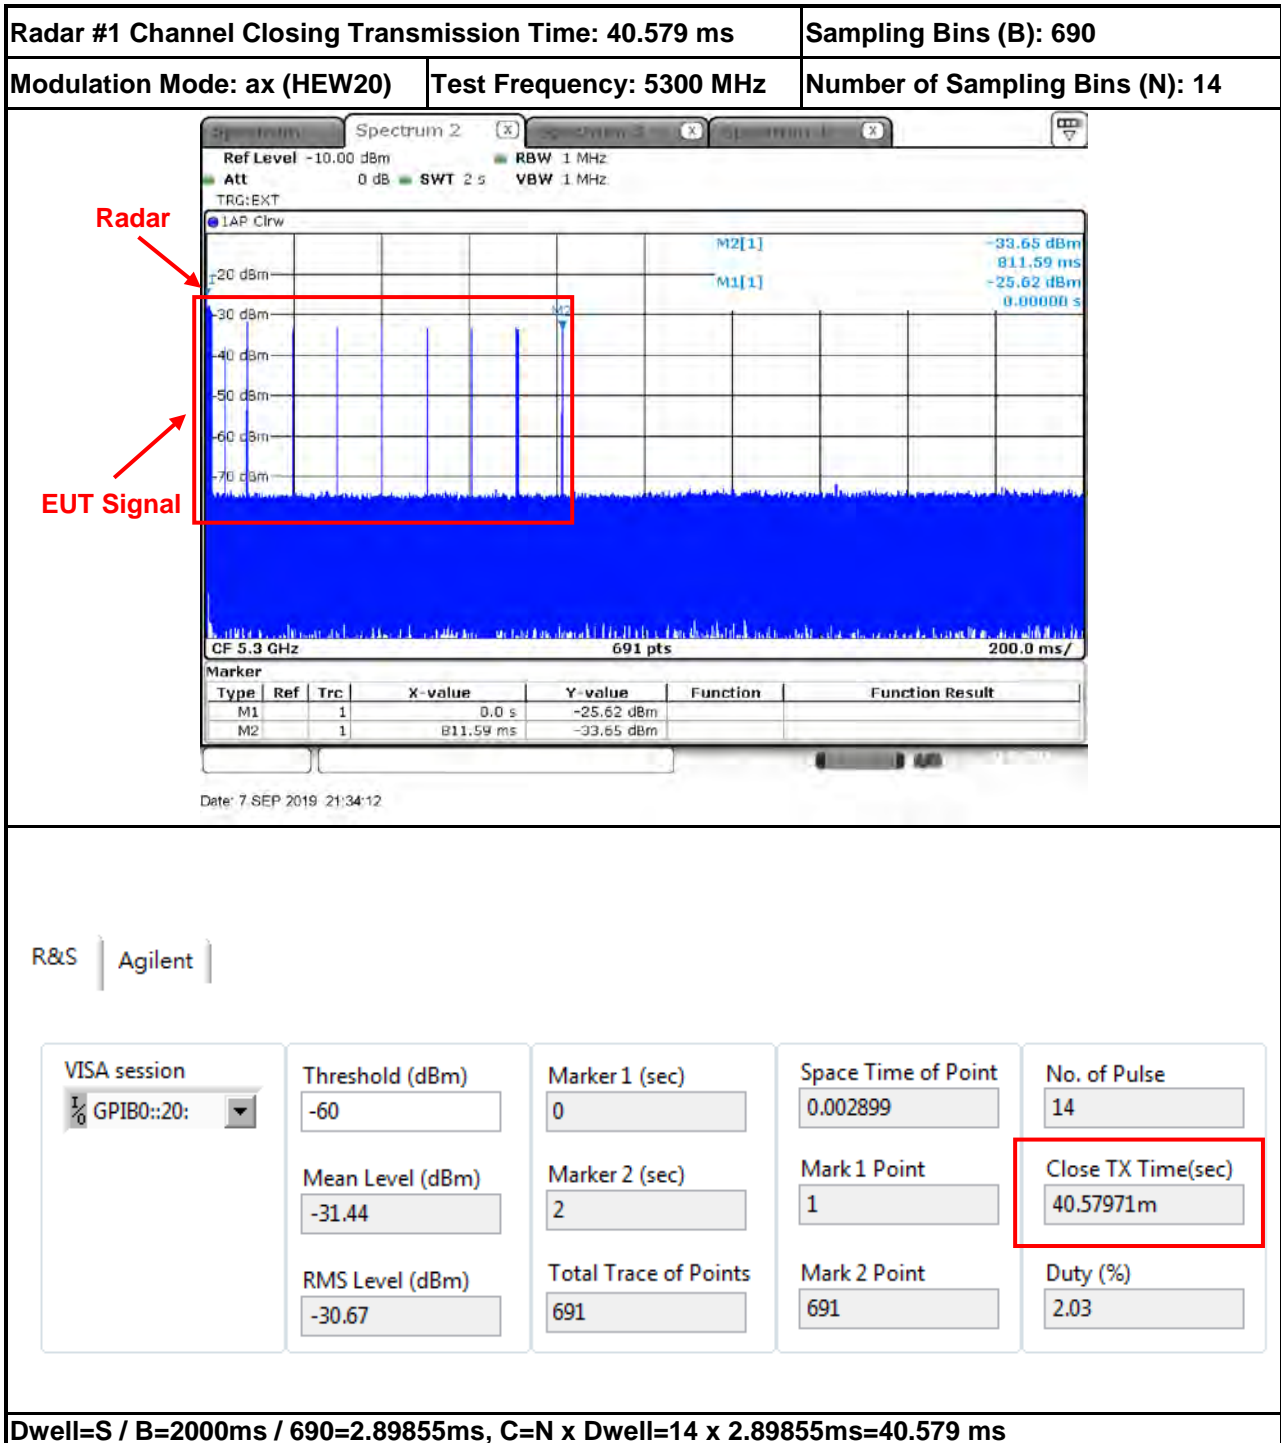 Radar #1 Channel Closing Transmission Time: 40.579 ms Sampling Bins (B): 690
Modulation Mode: ax (HEW20) Test Frequency: 5300 MHz Number of Sampling Bins (N): 14
Spectrum 2
Ref Level -10.00 dBm RBW 1 MHz
Att 0 dB SWT 2 s VBW 1 MHz
TRG:EXT
1AP Clrw
Radar
M2[1] -33.65 dBm
811.59 ms
-20 dBm M1[1] -25.62 dBm
0.00000 s
-30 dBm M2
-40 dBm
-50 dBm
-60 dBm
-70 dBm
EUT Signal
CF 5.3 GHz 691 pts 200.0 ms/
Marker
Type Ref Trc X-value Y-value Function Function Result
M1 1 0.0 s -25.62 dBm
M2 1 811.59 ms -33.65 dBm
Date: 7 SEP 2019 21:34:12
R&S Agilent
VISA session Threshold (dBm) Marker 1 (sec) Space Time of Point No. of Pulse
GPIB0::20: -60 0 0.002899 14
Mean Level (dBm) Marker 2 (sec) Mark 1 Point Close TX Time(sec)
-31.44 2 1 40.57971m
RMS Level (dBm) Total Trace of Points Mark 2 Point Duty (%)
-30.67 691 691 2.03
Dwell=S / B=2000ms / 690=2.89855ms, C=N x Dwell=14 x 2.89855ms=40.579 ms